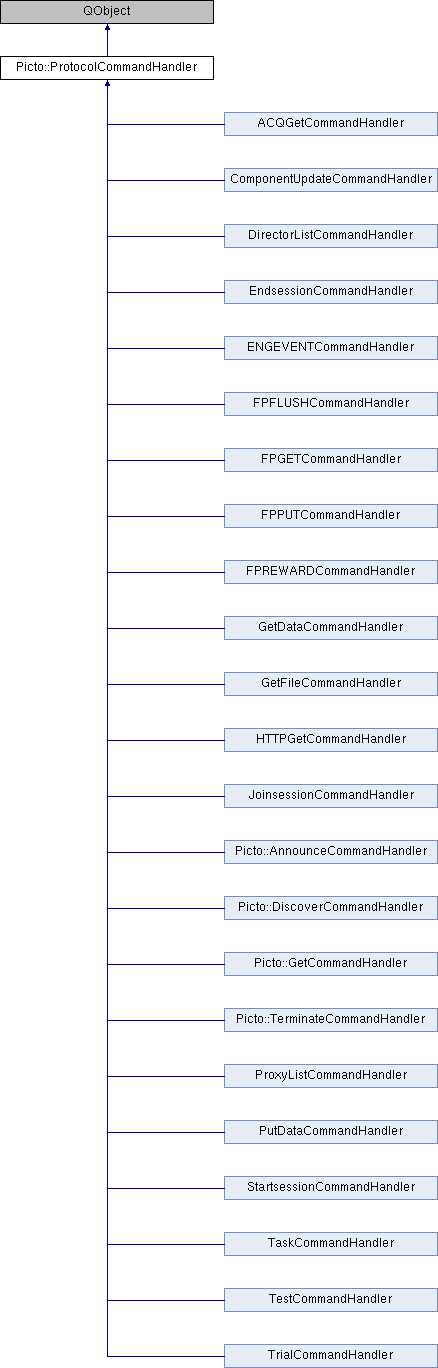 QObject
Picto::ProtocolCommandHandler
ACQGetCommandHandler
ComponentUpdateCommandHandler
DirectorListCommandHandler
EndsessionCommandHandler
ENGEVENTCommandHandler
FPFLUSHCommandHandler
FPGETCommandHandler
FPPUTCommandHandler
FPREWARDCommandHandler
GetDataCommandHandler
GetFileCommandHandler
HTTPGetCommandHandler
JoinsessionCommandHandler
Picto::AnnounceCommandHandler
Picto::DiscoverCommandHandler
Picto::GetCommandHandler
Picto::TerminateCommandHandler
ProxyListCommandHandler
PutDataCommandHandler
StartsessionCommandHandler
TaskCommandHandler
TestCommandHandler
TrialCommandHandler